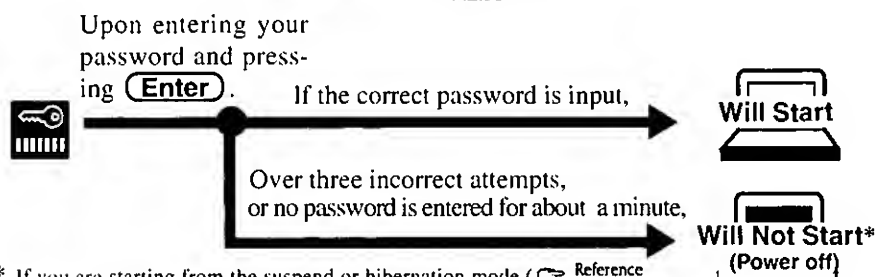 Upon entering your
password and press-
ing Enter.
If the correct password is input,
Will Start
Over three incorrect attempts,
or no password is entered for about a minute,
Will Not Start*
(Power off)
* If you are starting from the suspend or hibernation mode ( Reference